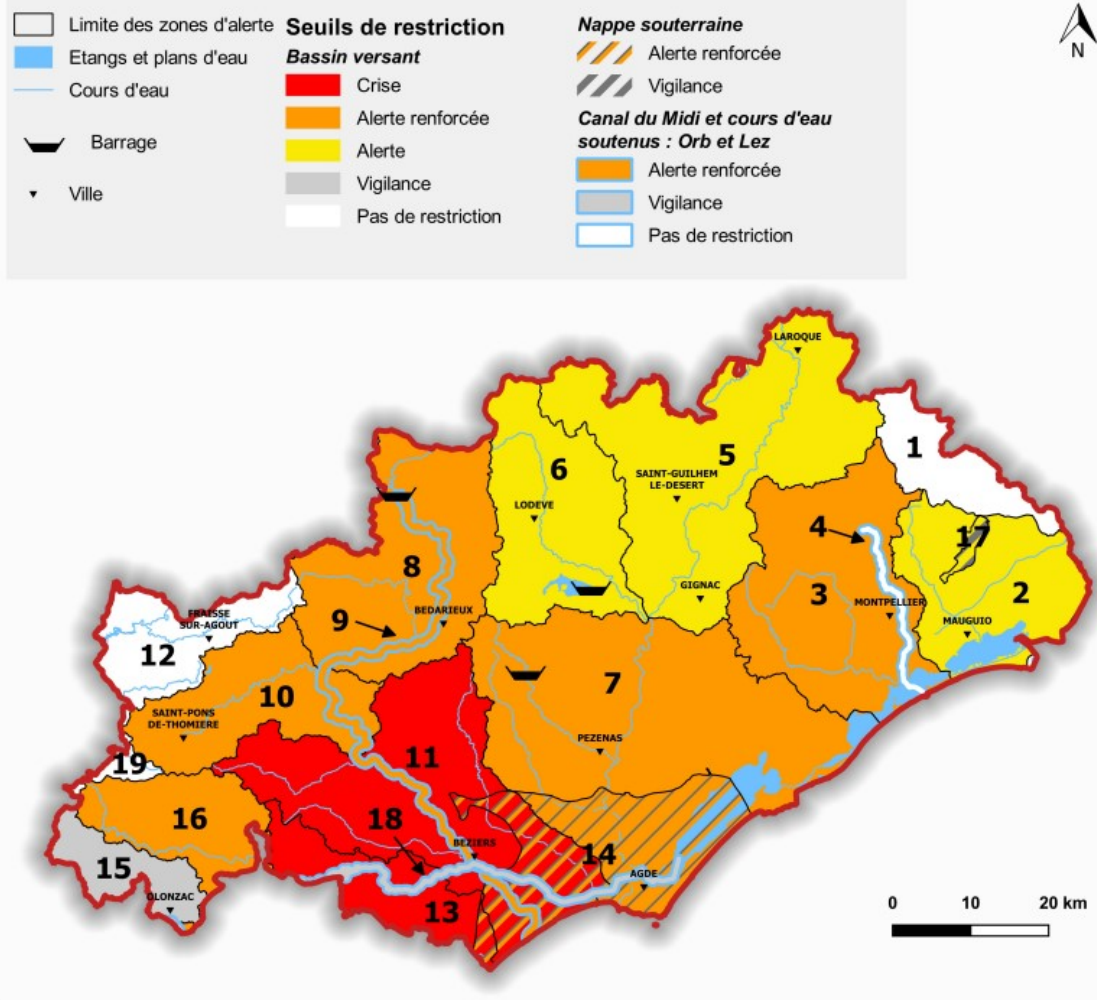 Limite des zones d'alerte
Etangs et plans d'eau
Cours d'eau
Barrage
Ville
Seuils de restriction
Bassin versant
Crise
Alerte renforcée
Alerte
Vigilance
Pas de restriction
Nappe souterraine
Alerte renforcée
Vigilance
Canal du Midi et cours d'eau
soutenus : Orb et Lez
Alerte renforcée
Vigilance
Pas de restriction
N
LAROQUE
1
5
6
SAINT-GUILHEM
LE-DESERT
LODEVE
4
17
8
GIGNAC
3
2
MONTPELLIER
BEDARIEUX
9
FRAISSE
SUR-AGOUT
MAUGUIO
12
7
10
SAINT-PONS
DE-THOMIERE
PEZENAS
11
19
16
18
BEZIERS
14
15
AGDE
OLONZAC
13
0 10 20 km